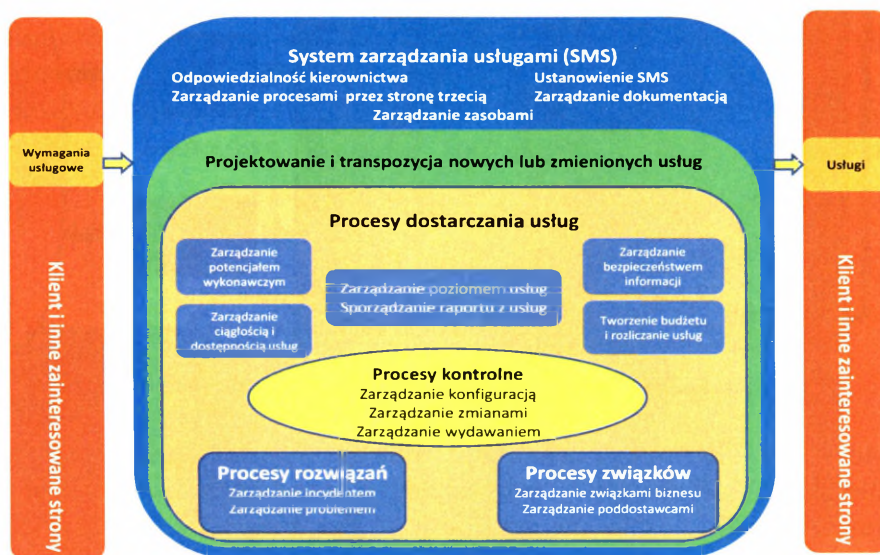 System zarządzania usługami (SMS)
Odpowiedzialność kierownictwa
Ustanowienie SMS
Zarządzanie procesami przez stronę trzecią
Zarządzanie dokumentacją
Zarządzanie zasobami
Wymagania
usługowe
Projektowanie i transpozycja nowych lub zmienionych usług
Usługi
Klient i inne zainteresowane strony
Procesy dostarczania usług
Zarządzanie
potencjałem
wykonawczym
Zarządzanie poziomem usług
Sporządzanie raportu z usług
Zarządzanie
bezpieczeństwem
informacji
Zarządzanie
ciągłością i
dostępnością usług
Tworzenie budżetu
i rozliczanie usług
Procesy kontrolne
Zarządzanie konfiguracją
Zarządzanie zmianami
Zarządzanie wydawaniem
Procesy rozwiązań
Zarządzanie incydentem
Zarządzanie problemem
Procesy związków
Zarządzanie związkami biznesu
Zarządzanie poddostawcami
Klient i inne zainteresowane strony